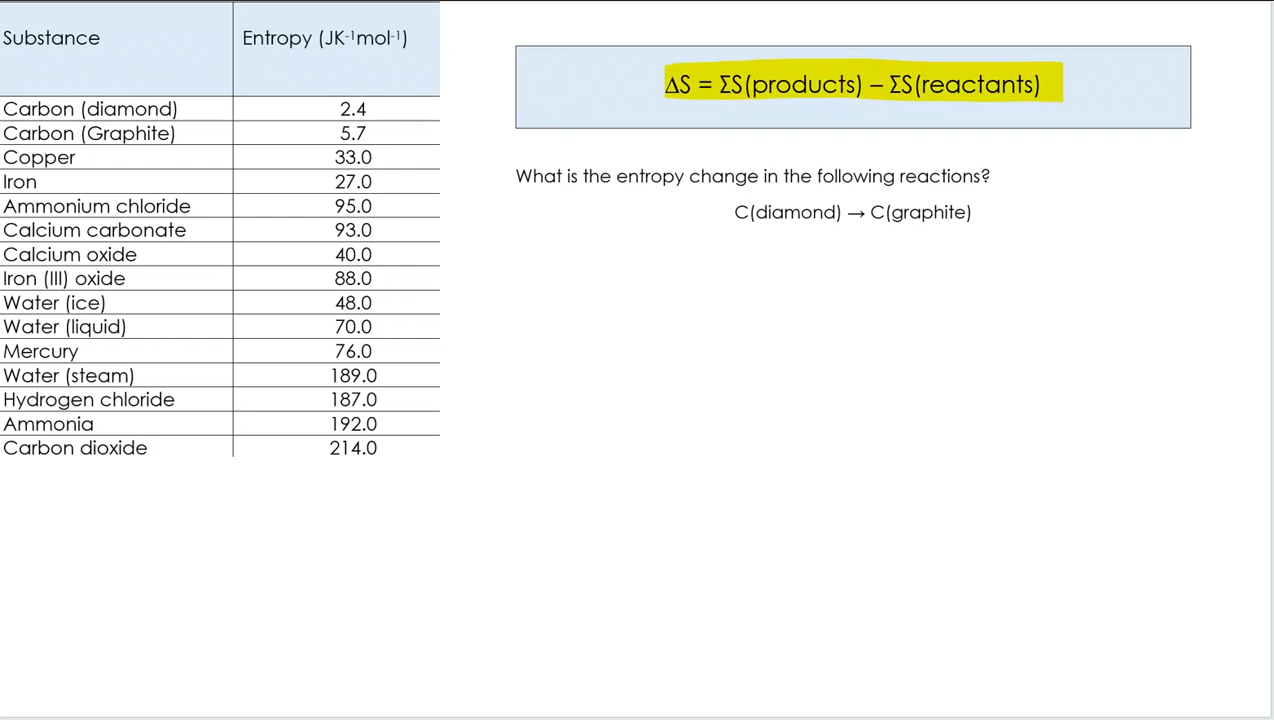 Substance Entropy (JK⁻¹mol⁻¹)
Carbon (diamond) 2.4
Carbon (Graphite) 5.7
Copper 33.0
Iron 27.0
Ammonium chloride 95.0
Calcium carbonate 93.0
Calcium oxide 40.0
Iron (III) oxide 88.0
Water (ice) 48.0
Water (liquid) 70.0
Mercury 76.0
Water (steam) 189.0
Hydrogen chloride 187.0
Ammonia 192.0
Carbon dioxide 214.0
ΔS = ΣS(products) – ΣS(reactants)
What is the entropy change in the following reactions?
C(diamond) → C(graphite)